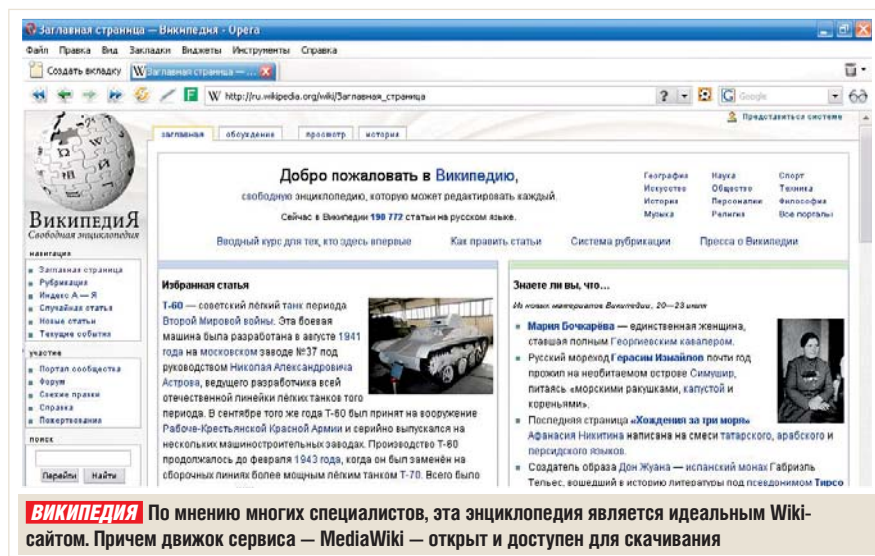 Заглавная страница — Википедия - Opera
Файл Правка Вид Закладки Виджеты Инструменты Справка
Создать вкладку Заглавная страница — ...
http://ru.wikipedia.org/wiki/Заглавная_страница ? Google
Представиться системе
заглавная обсуждение просмотр история
ВикипедиЯ
Свободная энциклопедия
навигация
Заглавная страница
Рубрикация
Индекс А — Я
Случайная статья
Новые статьи
Текущие события
участие
Портал сообщества
Форум
Свежие правки
Справка
Пожертвования
поиск
Перейти Найти
Добро пожаловать в Википедию,
свободную энциклопедию, которую может редактировать каждый.
Сейчас в Википедии 190 772 статьи на русском языке.
География Наука Спорт
Искусство Общество Техника
История Персоналии Философия
Музыка Религия Все порталы
Вводный курс для тех, кто здесь впервые Как править статьи Система рубрикации Пресса о Википедии
Избранная статья
Т-60 — советский лёгкий танк периода
Второй Мировой войны. Эта боевая
машина была разработана в августе 1941
года на московском заводе №37 под
руководством Николая Александровича
Астрова, ведущего разработчика всей
отечественной линейки лёгких танков того
периода. В сентябре того же года Т-60 был принят на вооружение
Рабоче-Крестьянской Красной Армии и серийно выпускался на
нескольких машиностроительных заводах. Производство Т-60
продолжалось до февраля 1943 года, когда он был заменён на
сборочных линиях более мощным лёгким танком Т-70. Всего было
Знаете ли вы, что...
Из новых материалов Википедии, 20—23 июля
Мария Бочкарёва — единственная женщина,
ставшая полным Георгиевским кавалером.
Русский мореход Герасим Измайлов почти год
прожил на необитаемом острове Симушир,
питаясь «морскими ракушками, капустой и
кореньями».
Последняя страница «Хождения за три моря»
Афанасия Никитина написана на смеси татарского, арабского и
персидского языков.
Создатель образа Дон Жуана — испанский монах Габриэль
Тельес, вошедший в историю литературы под псевдонимом Тирсо
ВИКИПЕДИЯ По мнению многих специалистов, эта энциклопедия является идеальным Wiki-
сайтом. Причем движок сервиса — MediaWiki — открыт и доступен для скачивания